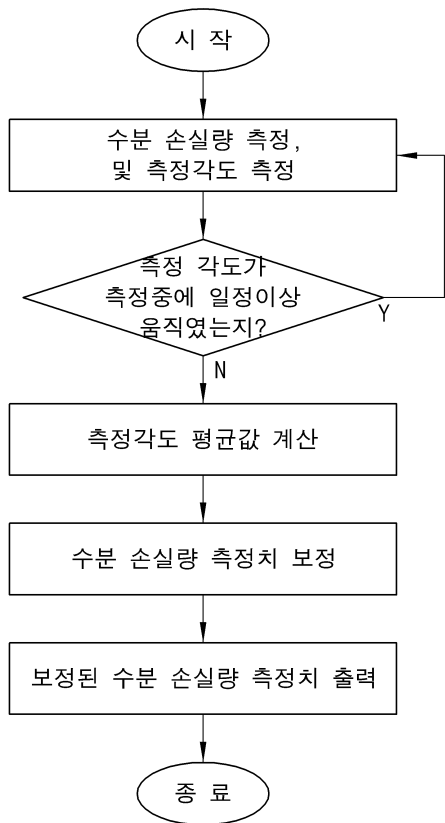 시 작
수분 손실량 측정,
및 측정각도 측정
측정 각도가
측정중에 일정이상
움직였는지?
Y
N
측정각도 평균값 계산
수분 손실량 측정치 보정
보정된 수분 손실량 측정치 출력
종 료